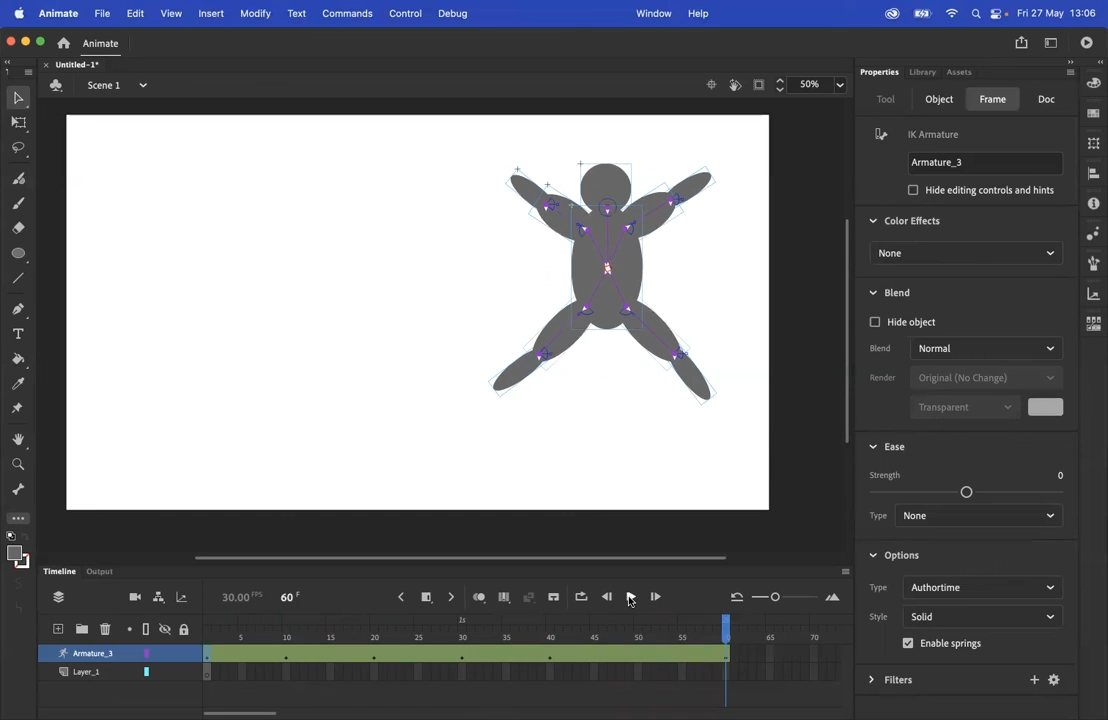 Animate File Edit View Insert Modify Text Commands Control Debug Window Help Fri 27 May 13:06
Animate
Untitled-1*
Scene 1 50%
Properties Library Assets
Tool Object Frame Doc
IK Armature
Armature_3
Hide editing controls and hints
Color Effects
None
Blend
Hide object
Blend Normal
Render Original (No Change)
Transparent
Ease
Strength 0
Type None
Options
Type Authortime
Style Solid
Enable springs
Filters
Timeline Output
30.00 FPS 60 F
1s
5 10 15 20 25 30 35 40 45 50 55 65 70
Armature_3
Layer_1